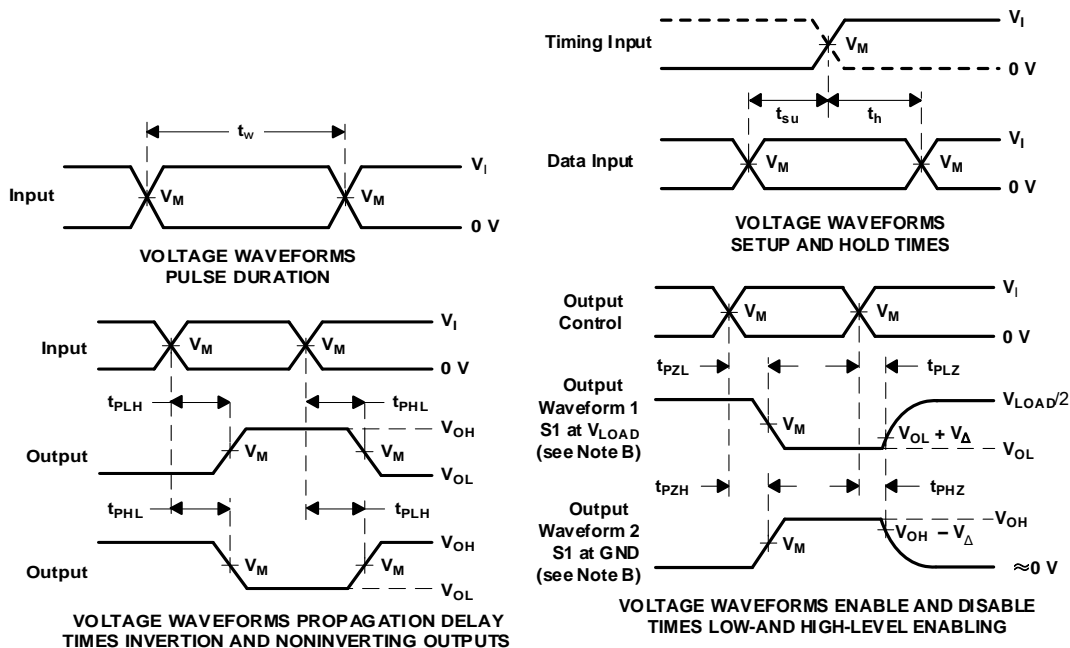 t_w
V_I
Input
V_M
V_M
0 V
VOLTAGE WAVEFORMS
PULSE DURATION
V_I
Timing Input
V_M
0 V
t_su
t_h
V_I
Data Input
V_M
V_M
0 V
VOLTAGE WAVEFORMS
SETUP AND HOLD TIMES
V_I
Input
V_M
V_M
0 V
t_PLH
t_PHL
V_OH
Output
V_M
V_M
V_OL
t_PHL
t_PLH
V_OH
Output
V_M
V_M
V_OL
VOLTAGE WAVEFORMS PROPAGATION DELAY
TIMES INVERTION AND NONINVERTING OUTPUTS
V_I
Output
Control
V_M
V_M
0 V
t_PZL
t_PLZ
Output
Waveform 1
S1 at V_LOAD
(see Note B)
V_LOAD/2
V_M
V_OL + V_Δ
V_OL
t_PZH
t_PHZ
Output
Waveform 2
S1 at GND
(see Note B)
V_OH
V_OH – V_Δ
V_M
≈0 V
VOLTAGE WAVEFORMS ENABLE AND DISABLE
TIMES LOW-AND HIGH-LEVEL ENABLING